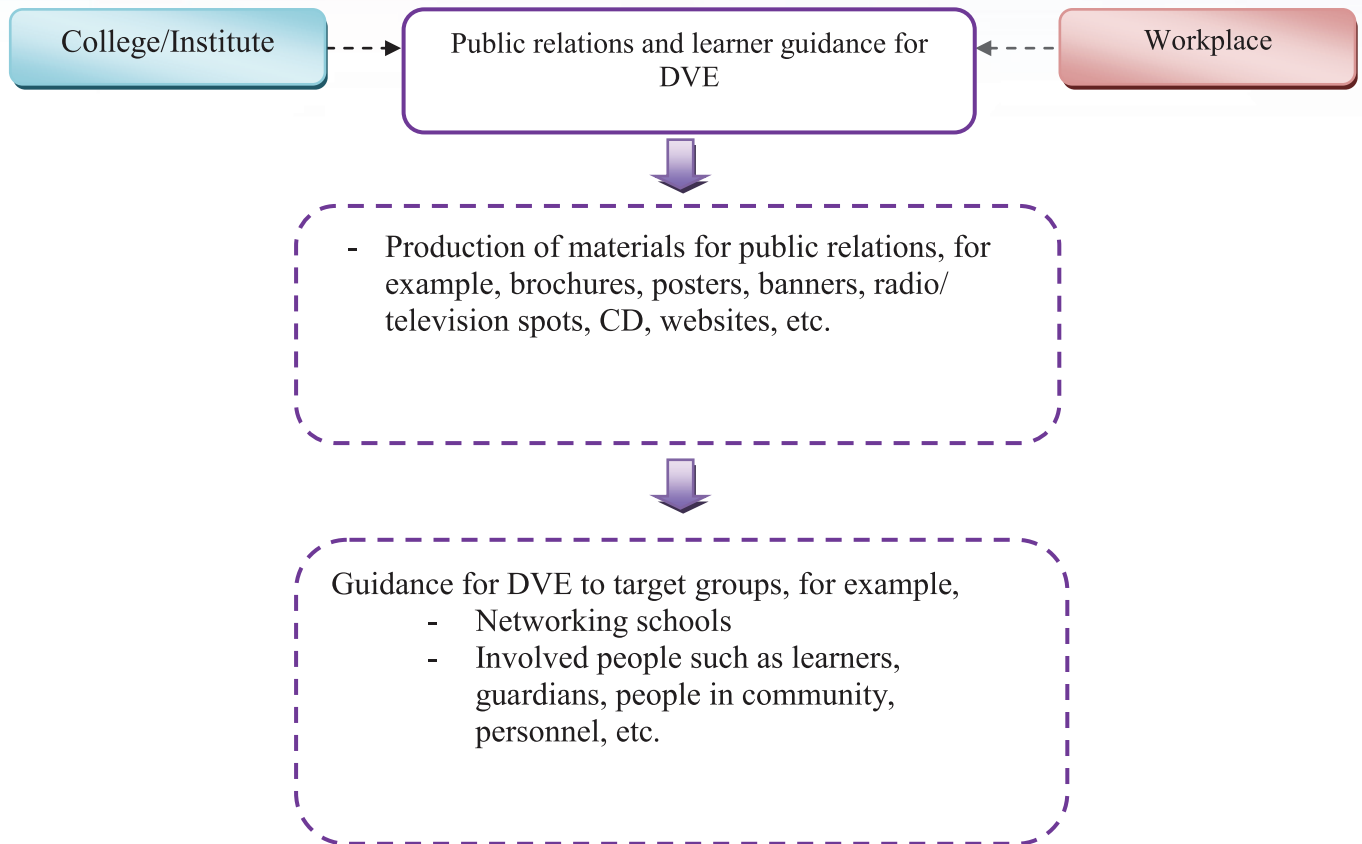 College/Institute
Public relations and learner guidance for
DVE
Workplace
- Production of materials for public relations, for
example, brochures, posters, banners, radio/
television spots, CD, websites, etc.
Guidance for DVE to target groups, for example,
- Networking schools
- Involved people such as learners,
guardians, people in community,
personnel, etc.